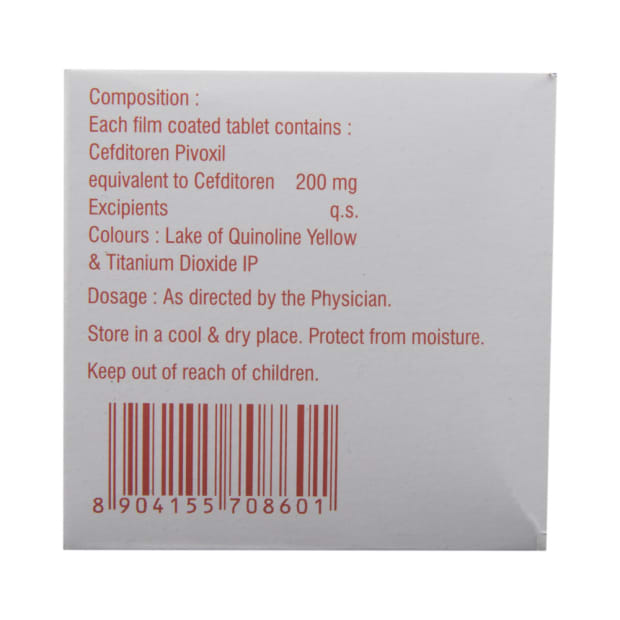 Composition :
Each film coated tablet contains :
Cefditoren Pivoxil
equivalent to Cefditoren 200 mg
Excipients q.s.
Colours : Lake of Quinoline Yellow
& Titanium Dioxide IP
Dosage : As directed by the Physician.
Store in a cool & dry place. Protect from moisture.
Keep out of reach of children.
8 904155 708601